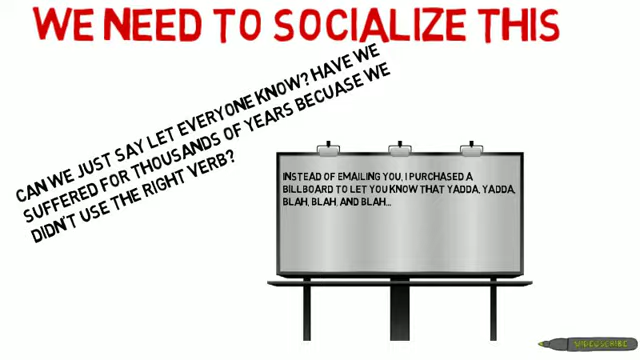 WE NEED TO SOCIALIZE THIS
CAN WE JUST SAY LET EVERYONE KNOW? HAVE WE
SUFFERED FOR THOUSANDS OF YEARS BECUASE WE
DIDN'T USE THE RIGHT VERB?
INSTEAD OF EMAILING YOU, I PURCHASED A
BILLBOARD TO LET YOU KNOW THAT YADDA, YADDA,
BLAH, BLAH, AND BLAH...
VIDEOSCRIBE